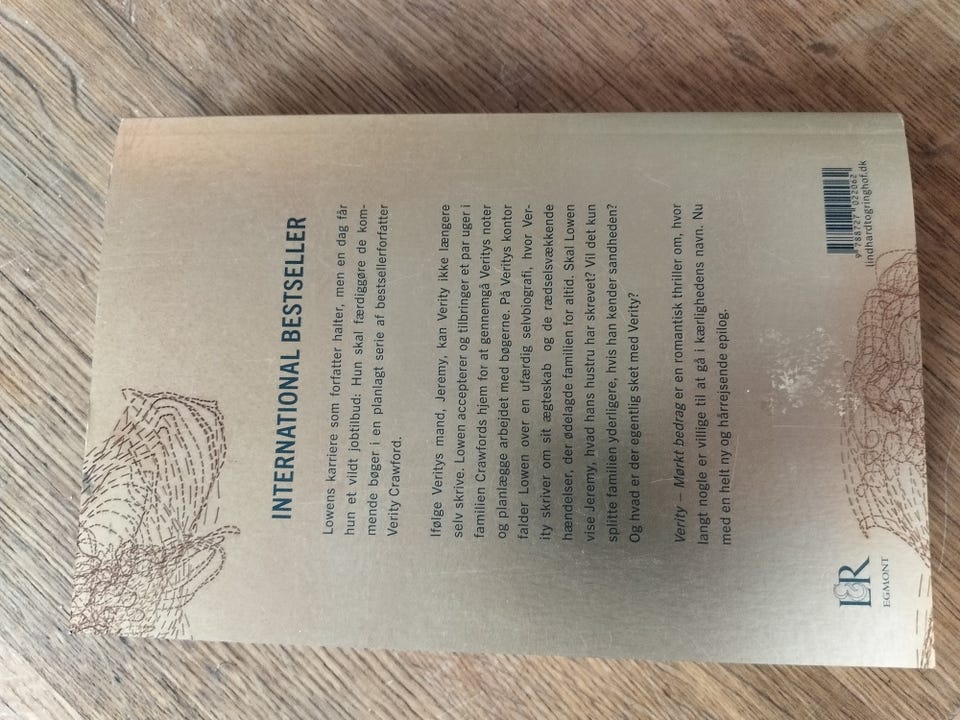 INTERNATIONAL BESTSELLER
Lowens karriere som forfatter halter, men en dag får
hun et vildt jobtilbud: Hun skal færdiggøre de kom-
mende bøger i en planlagt serie af bestsellerforfatter
Verity Crawford.
Ifølge Veritys mand, Jeremy, kan Verity ikke længere
selv skrive. Lowen accepterer og tilbringer et par uger i
familien Crawfords hjem for at gennemgå Veritys noter
og planlægge arbejdet med bøgerne. På Veritys kontor
falder Lowen over en ufærdig selvbiografi, hvor Ver-
ity skriver om sit ægteskab og de rædselsvækkende
hændelser, der ødelagde familien for altid. Skal Lowen
vise Jeremy, hvad hans hustru har skrevet? Vil det kun
splitte familien yderligere, hvis han kender sandheden?
Og hvad er der egentlig sket med Verity?
Verity – Mørkt bedrag er en romantisk thriller om, hvor
langt nogle er villige til at gå i kærlighedens navn. Nu
med en helt ny og hårrejsende epilog.
L&R
EGMONT
9 788727 022062
lindhardtogringhof.dk